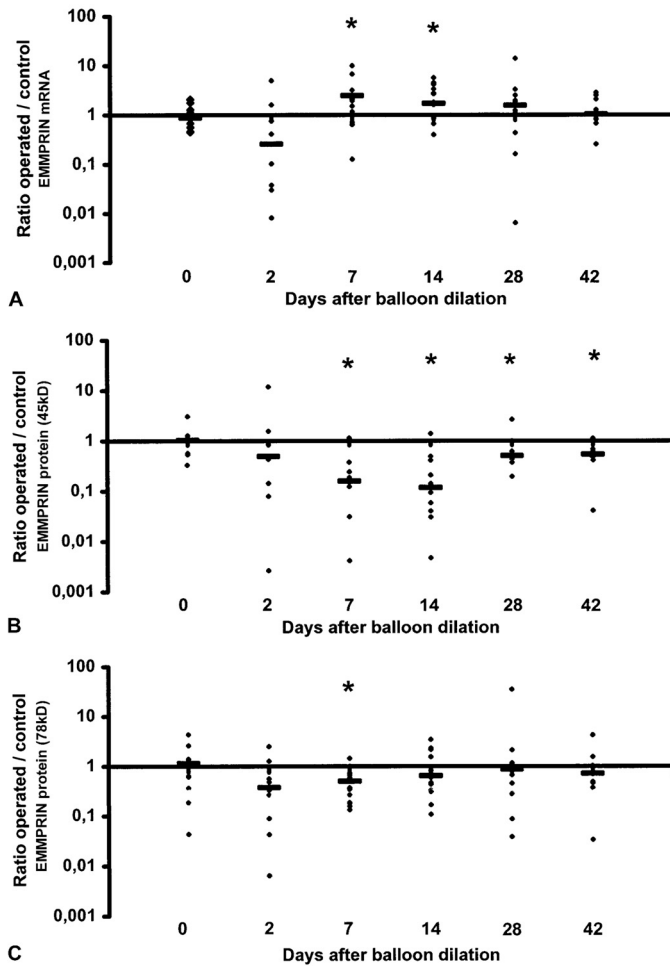 100
10
1
0,1
0,01
0,001
Ratio operated / control
EMMPRIN mRNA
* *
0 2 7 14 28 42
Days after balloon dilation
A
100
10
1
0,1
0,01
0,001
Ratio operated / control
EMMPRIN protein (45kD)
* * * *
0 2 7 14 28 42
Days after balloon dilation
B
100
10
1
0,1
0,01
0,001
Ratio operated / control
EMMPRIN protein (78kD)
*
0 2 7 14 28 42
Days after balloon dilation
C